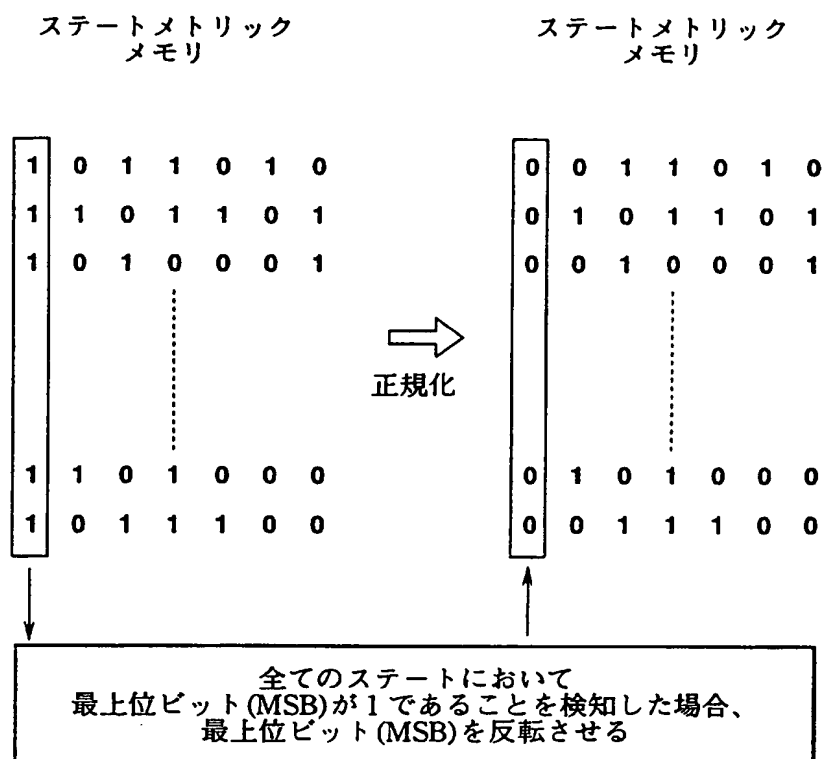 ステートメトリック
メモリ
ステートメトリック
メモリ
1 0 1 1 0 1 0
1 1 0 1 1 0 1
1 0 1 0 0 0 1
1 1 0 1 0 0 0
1 0 1 1 1 0 0
正規化
0 0 1 1 0 1 0
0 1 0 1 1 0 1
0 0 1 0 0 0 1
0 1 0 1 0 0 0
0 0 1 1 1 0 0
全てのステートにおいて
最上位ビット(MSB)が1であることを検知した場合、
最上位ビット(MSB)を反転させる